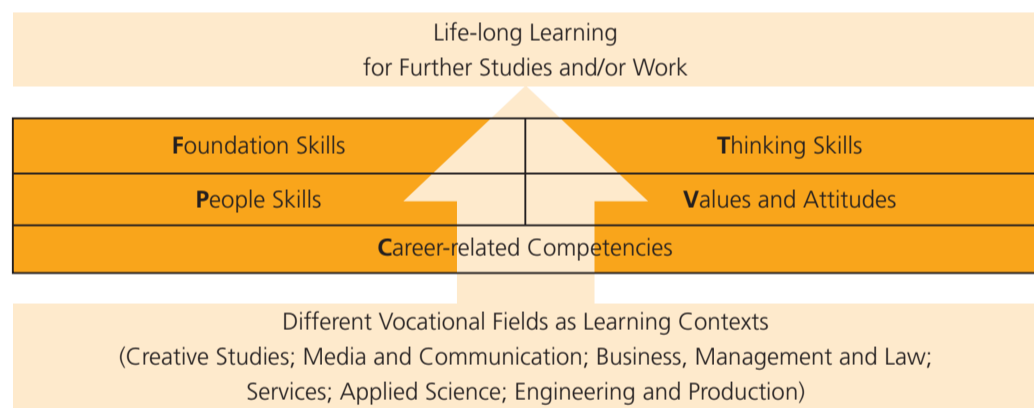 Life-long Learning
for Further Studies and/or Work
Foundation Skills
Thinking Skills
People Skills
Values and Attitudes
Career-related Competencies
Different Vocational Fields as Learning Contexts
(Creative Studies; Media and Communication; Business, Management and Law;
Services; Applied Science; Engineering and Production)